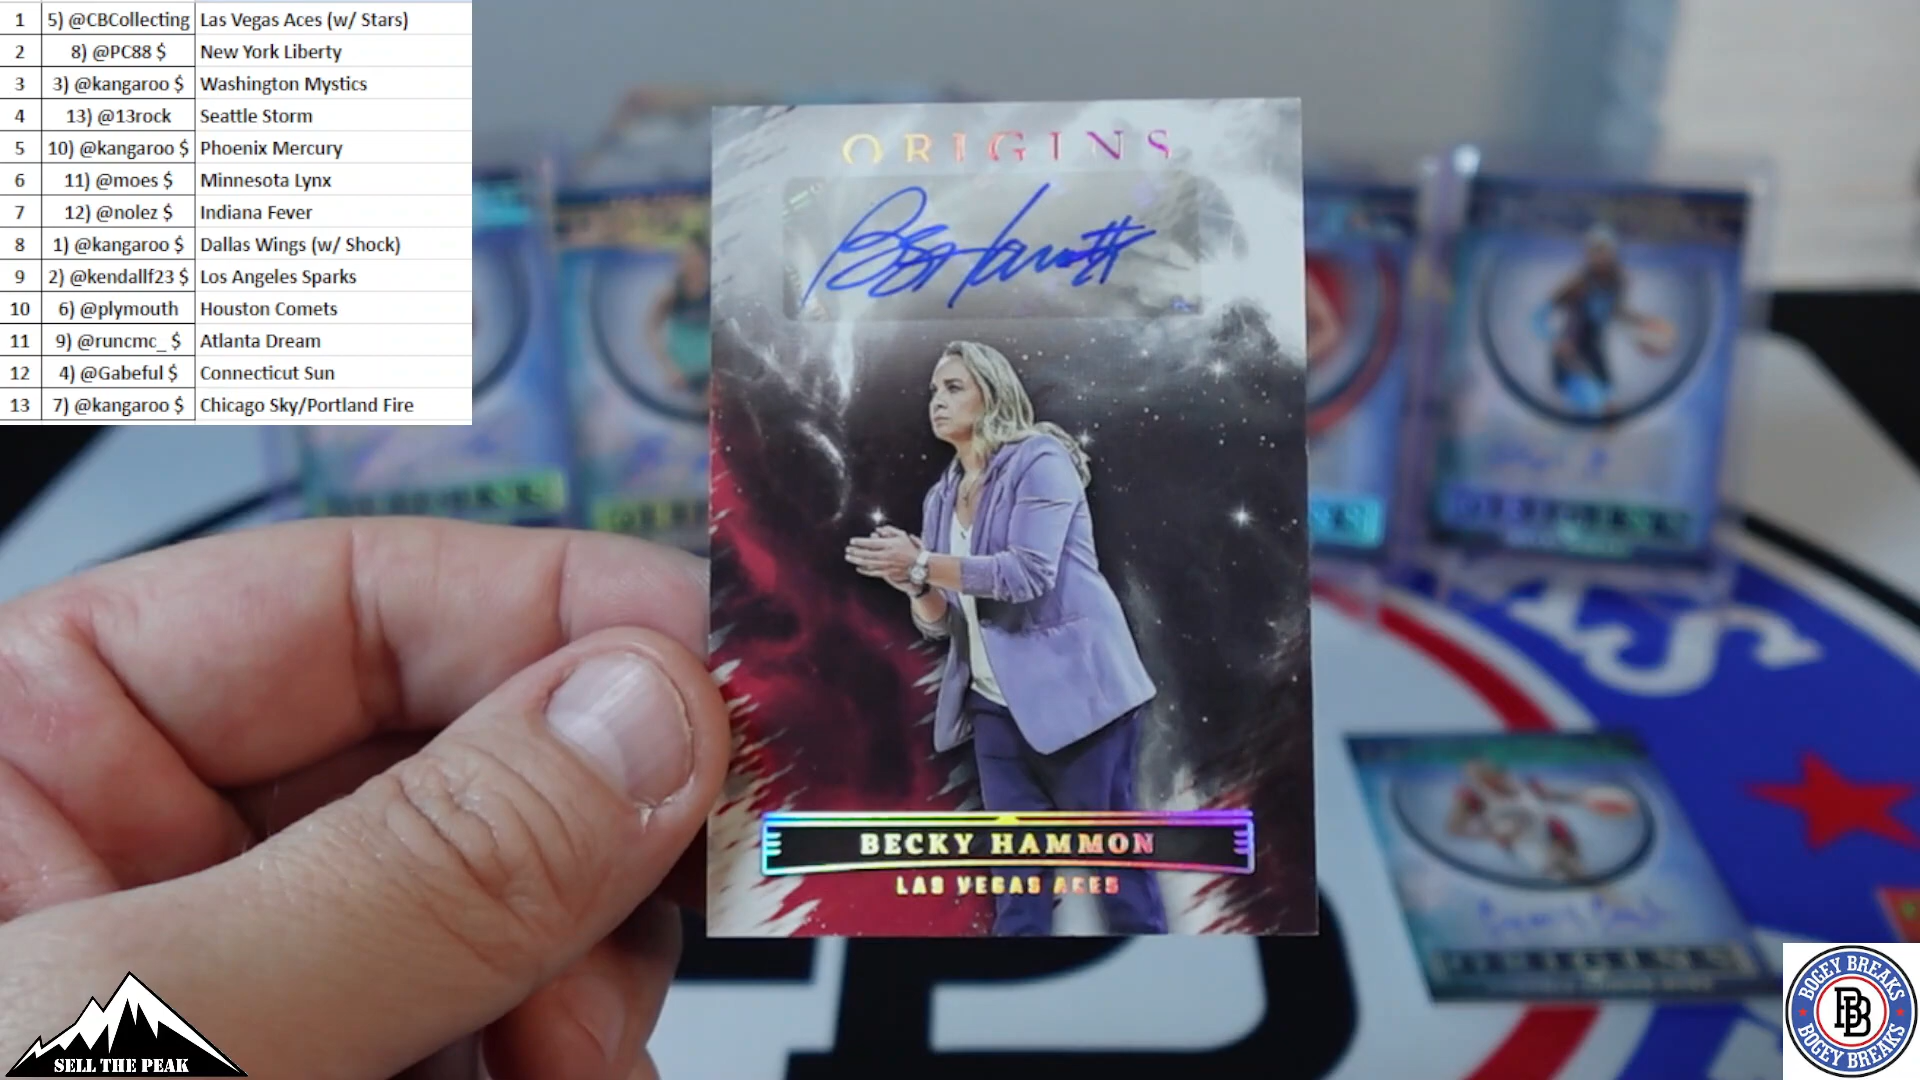 1 5) @CBCollecting Las Vegas Aces (w/ Stars)
2 8) @PC88 $ New York Liberty
3 3) @kangaroo $ Washington Mystics
4 13) @13rock Seattle Storm
5 10) @kangaroo $ Phoenix Mercury
6 11) @moes $ Minnesota Lynx
7 12) @nolez $ Indiana Fever
8 1) @kangaroo $ Dallas Wings (w/ Shock)
9 2) @kendallf23 $ Los Angeles Sparks
10 6) @plymouth Houston Comets
11 9) @runcmc_ $ Atlanta Dream
12 4) @Gabeful $ Connecticut Sun
13 7) @kangaroo $ Chicago Sky/Portland Fire
ORIGINS
BECKY HAMMON
LAS VEGAS ACES
ORIGINS
SELL THE PEAK
BOGEY BREAKS
BB
BOGEY BREAKS